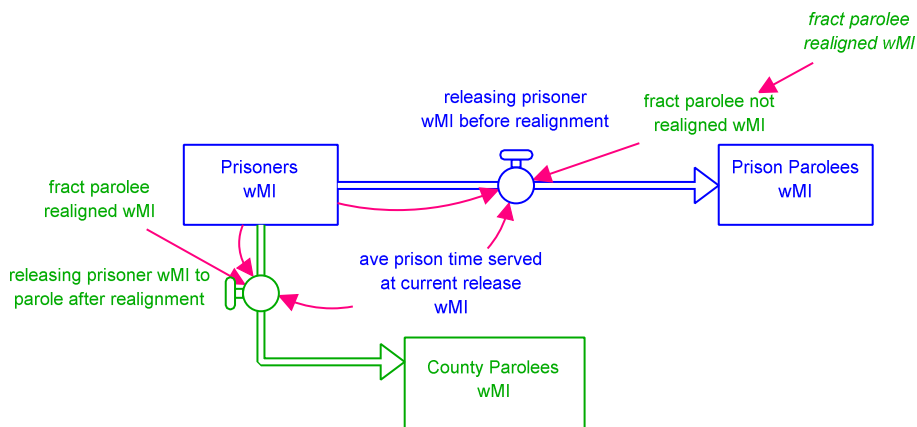 fract parolee
realigned wMI
releasing prisoner
wMI before realignment
fract parolee not
realigned wMI
Prisoners
wMI
Prison Parolees
wMI
fract parolee
realigned wMI
ave prison time served
at current release
wMI
releasing prisoner wMI to
parole after realignment
County Parolees
wMI